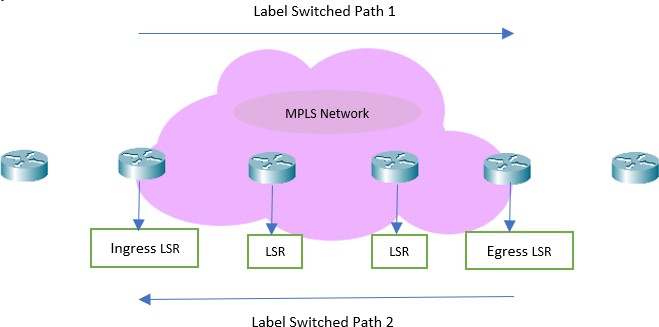 Label Switched Path 1
MPLS Network
Ingress LSR
LSR
LSR
Egress LSR
Label Switched Path 2